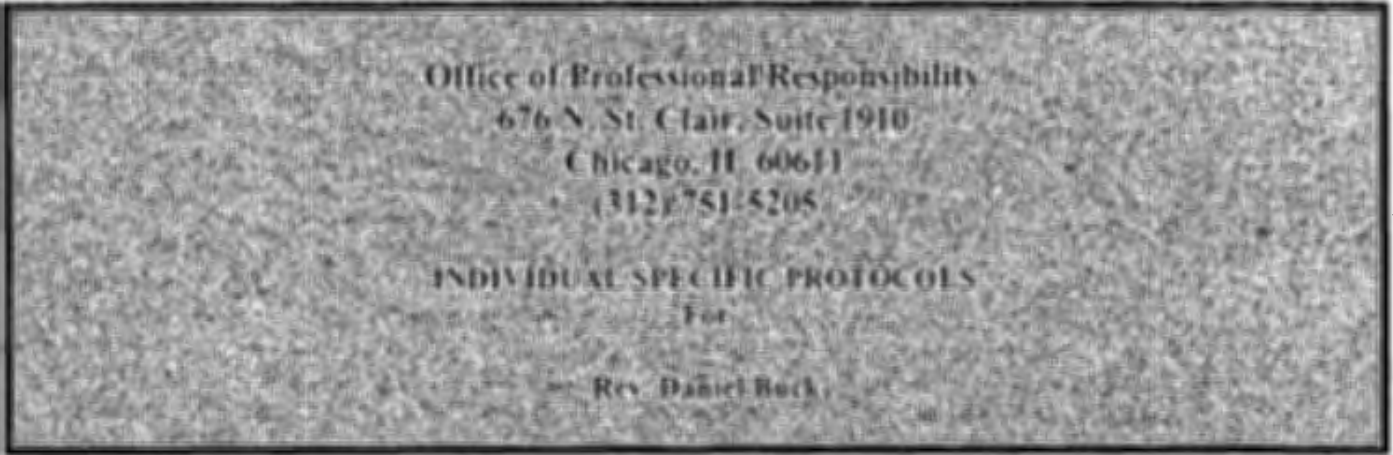 Office of Professional Responsibility
676 N. St. Clair, Suite 1910
Chicago, IL 60611
(312) 751-5205
INDIVIDUAL SPECIFIC PROTOCOLS
For
Rev. Daniel Buck